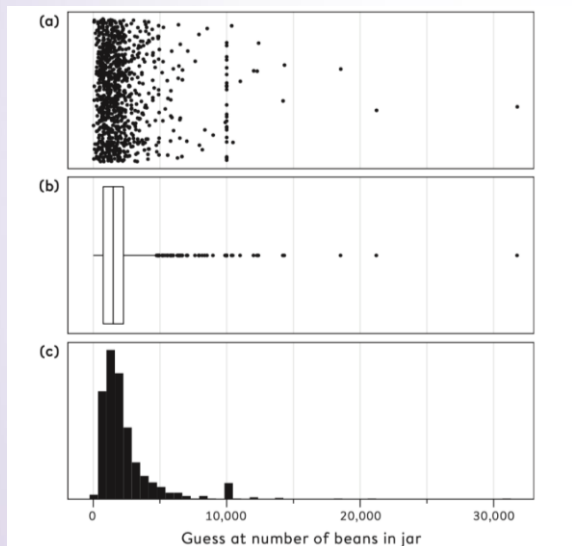 (a)
(b)
(c)
0 10,000 20,000 30,000
Guess at number of beans in jar